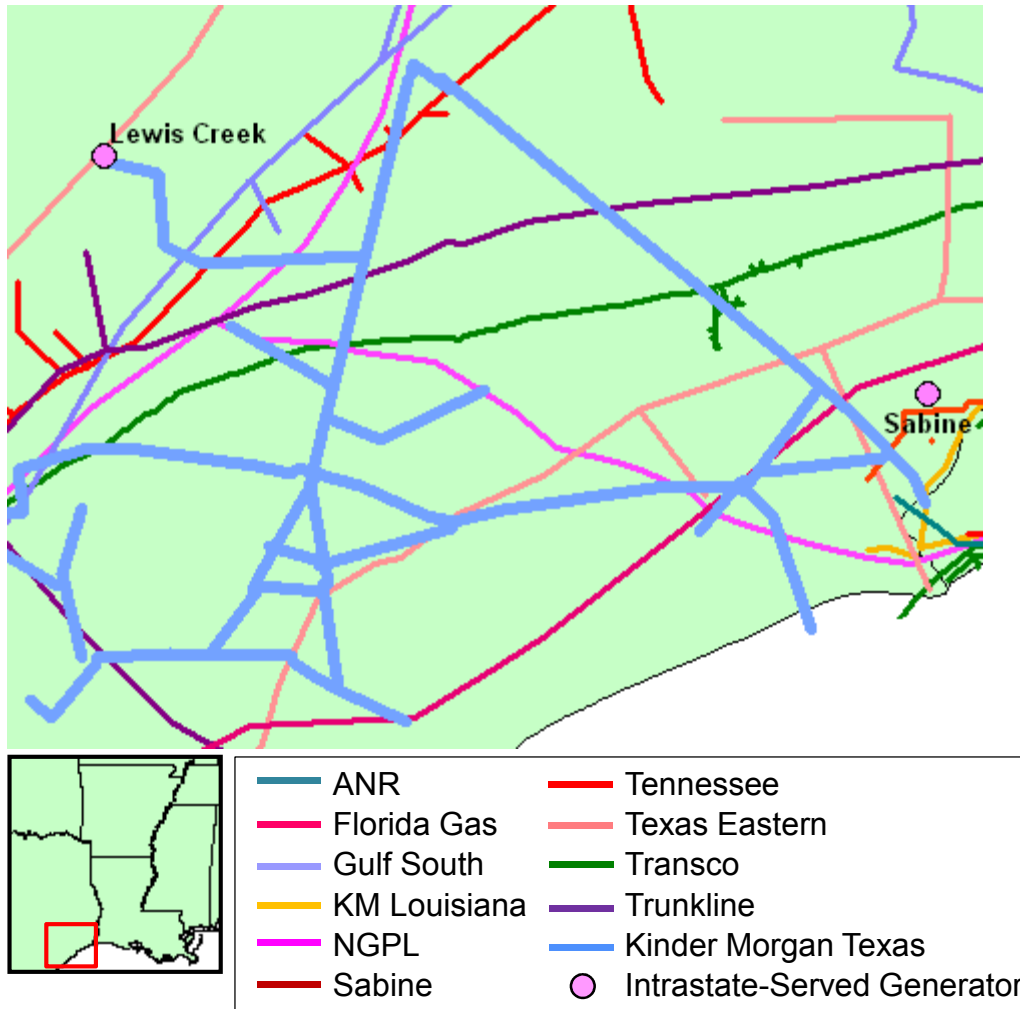 Lewis Creek
Sabine
ANR
Florida Gas
Gulf South
KM Louisiana
NGPL
Sabine
Tennessee
Texas Eastern
Transco
Trunkline
Kinder Morgan Texas
Intrastate-Served Generator